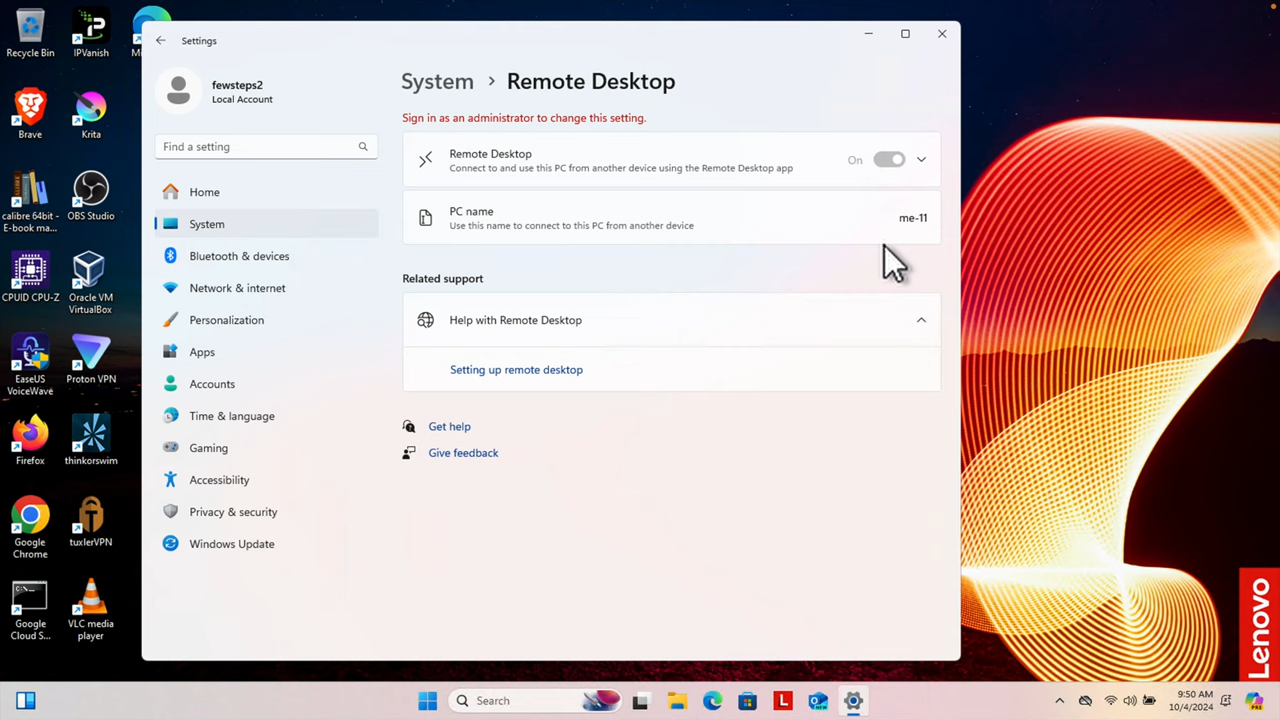 Recycle Bin
IPVanish
Mi
Brave
Krita
calibre 64bit -
E-book ma...
OBS Studio
CPUID CPU-Z
Oracle VM
VirtualBox
EaseUS
VoiceWave
Proton VPN
Firefox
thinkorswim
Google
Chrome
tuxlerVPN
C:\
Google
Cloud S...
VLC media
player
Settings
fewsteps2
Local Account
Find a setting
Home
System
Bluetooth & devices
Network & internet
Personalization
Apps
Accounts
Time & language
Gaming
Accessibility
Privacy & security
Windows Update
System > Remote Desktop
Sign in as an administrator to change this setting.
Remote Desktop
Connect to and use this PC from another device using the Remote Desktop app
On
PC name
Use this name to connect to this PC from another device
me-11
Related support
Help with Remote Desktop
Setting up remote desktop
Get help
Give feedback
Lenovo
Search
L
NEW
9:50 AM
10/4/2024
PRE